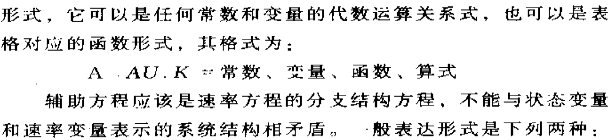 形式，它可以是任何常数和变量的代数运算关系式，也可以是表
格对应的函数形式，其格式为：
A AU.K = 常数、变量、函数、算式
辅助方程应该是速率方程的分支结构方程，不能与状态变量
和速率变量表示的系统结构相矛盾。一般表达形式是下列两种：